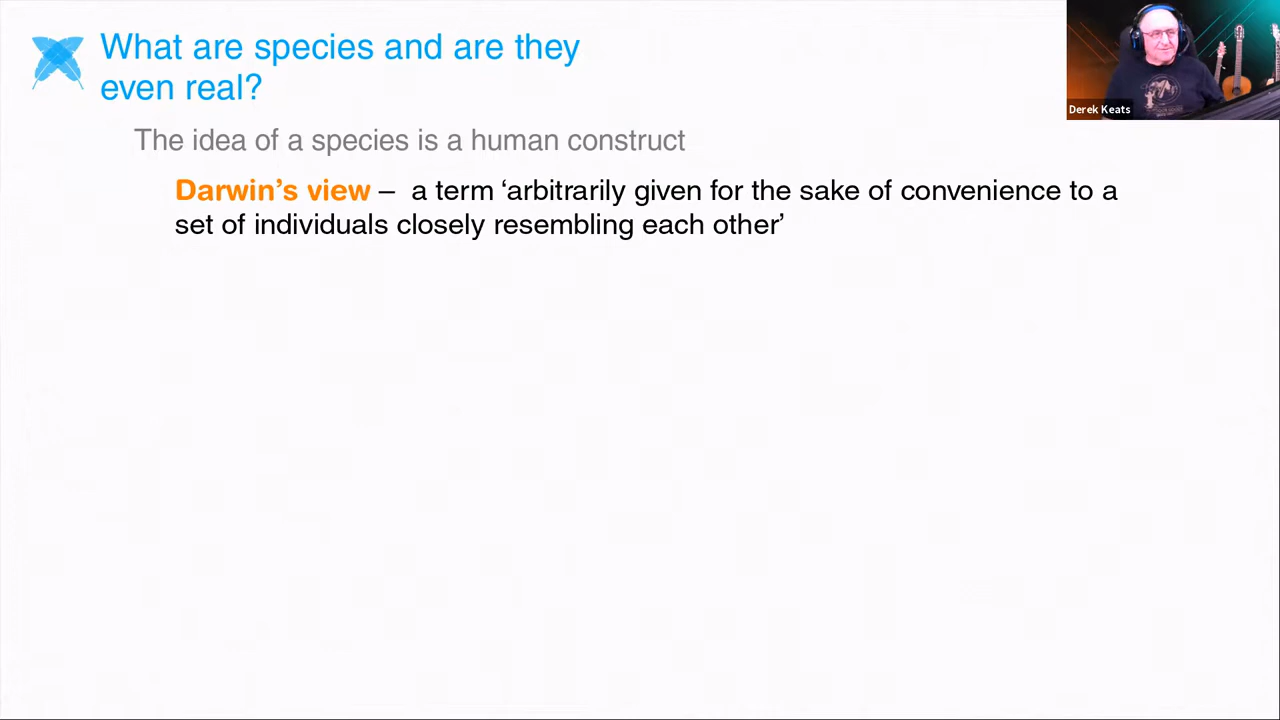 What are species and are they
even real?
Derek Keats
The idea of a species is a human construct
Darwin's view – a term ‘arbitrarily given for the sake of convenience to a
set of individuals closely resembling each other’